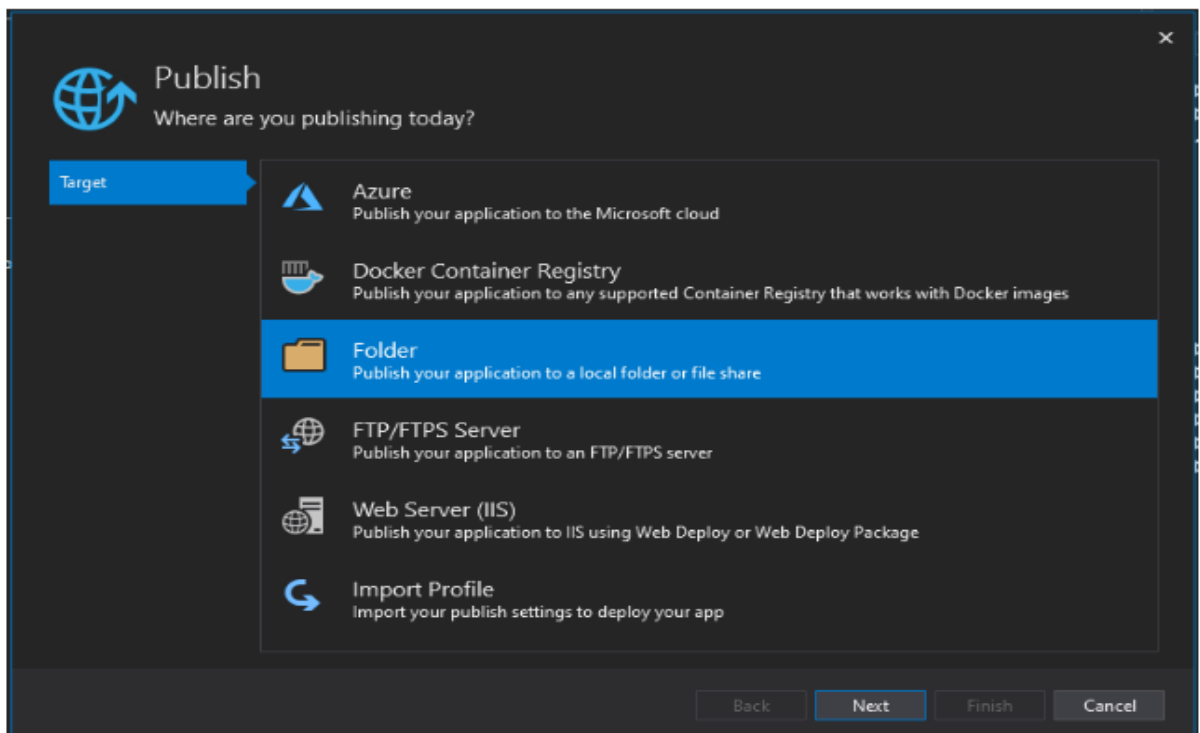 Publish
Where are you publishing today?
Target
Azure
Publish your application to the Microsoft cloud
Docker Container Registry
Publish your application to any supported Container Registry that works with Docker images
Folder
Publish your application to a local folder or file share
FTP/FTPS Server
Publish your application to an FTP/FTPS server
Web Server (IIS)
Publish your application to IIS using Web Deploy or Web Deploy Package
Import Profile
Import your publish settings to deploy your app
Back
Next
Finish
Cancel